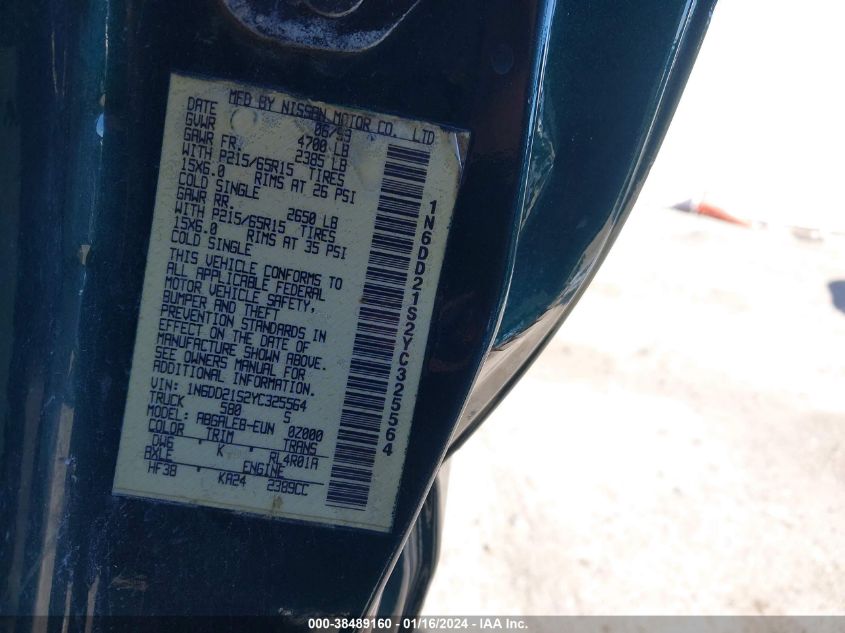 MFD BY NISSAN MOTOR CO. LTD
DATE 06/99
GVWR 4700 LB
GAWR FR. 2385 LB
WITH P215/65R15 TIRES
15X6.0 RIMS AT 26 PSI
COLD SINGLE
GAWR RR. 2650 LB
WITH P215/65R15 TIRES
15X6.0 RIMS AT 35 PSI
COLD SINGLE
THIS VEHICLE CONFORMS TO
ALL APPLICABLE FEDERAL
MOTOR VEHICLE SAFETY,
BUMPER AND THEFT
PREVENTION STANDARDS IN
EFFECT ON THE DATE OF
MANUFACTURE SHOWN ABOVE.
SEE OWNERS MANUAL FOR
ADDITIONAL INFORMATION.
VIN: 1N6DD21S2YC325564
TRUCK 580 S
MODEL: ABGALEB-EUN 0Z000
COLOR TRIM TRANS
DW6 K RL4R01A
AXLE ENGINE
HF38 KA24 2389CC
1N6DD21S2YC325564
000-38489160 - 01/16/2024 - IAA Inc.